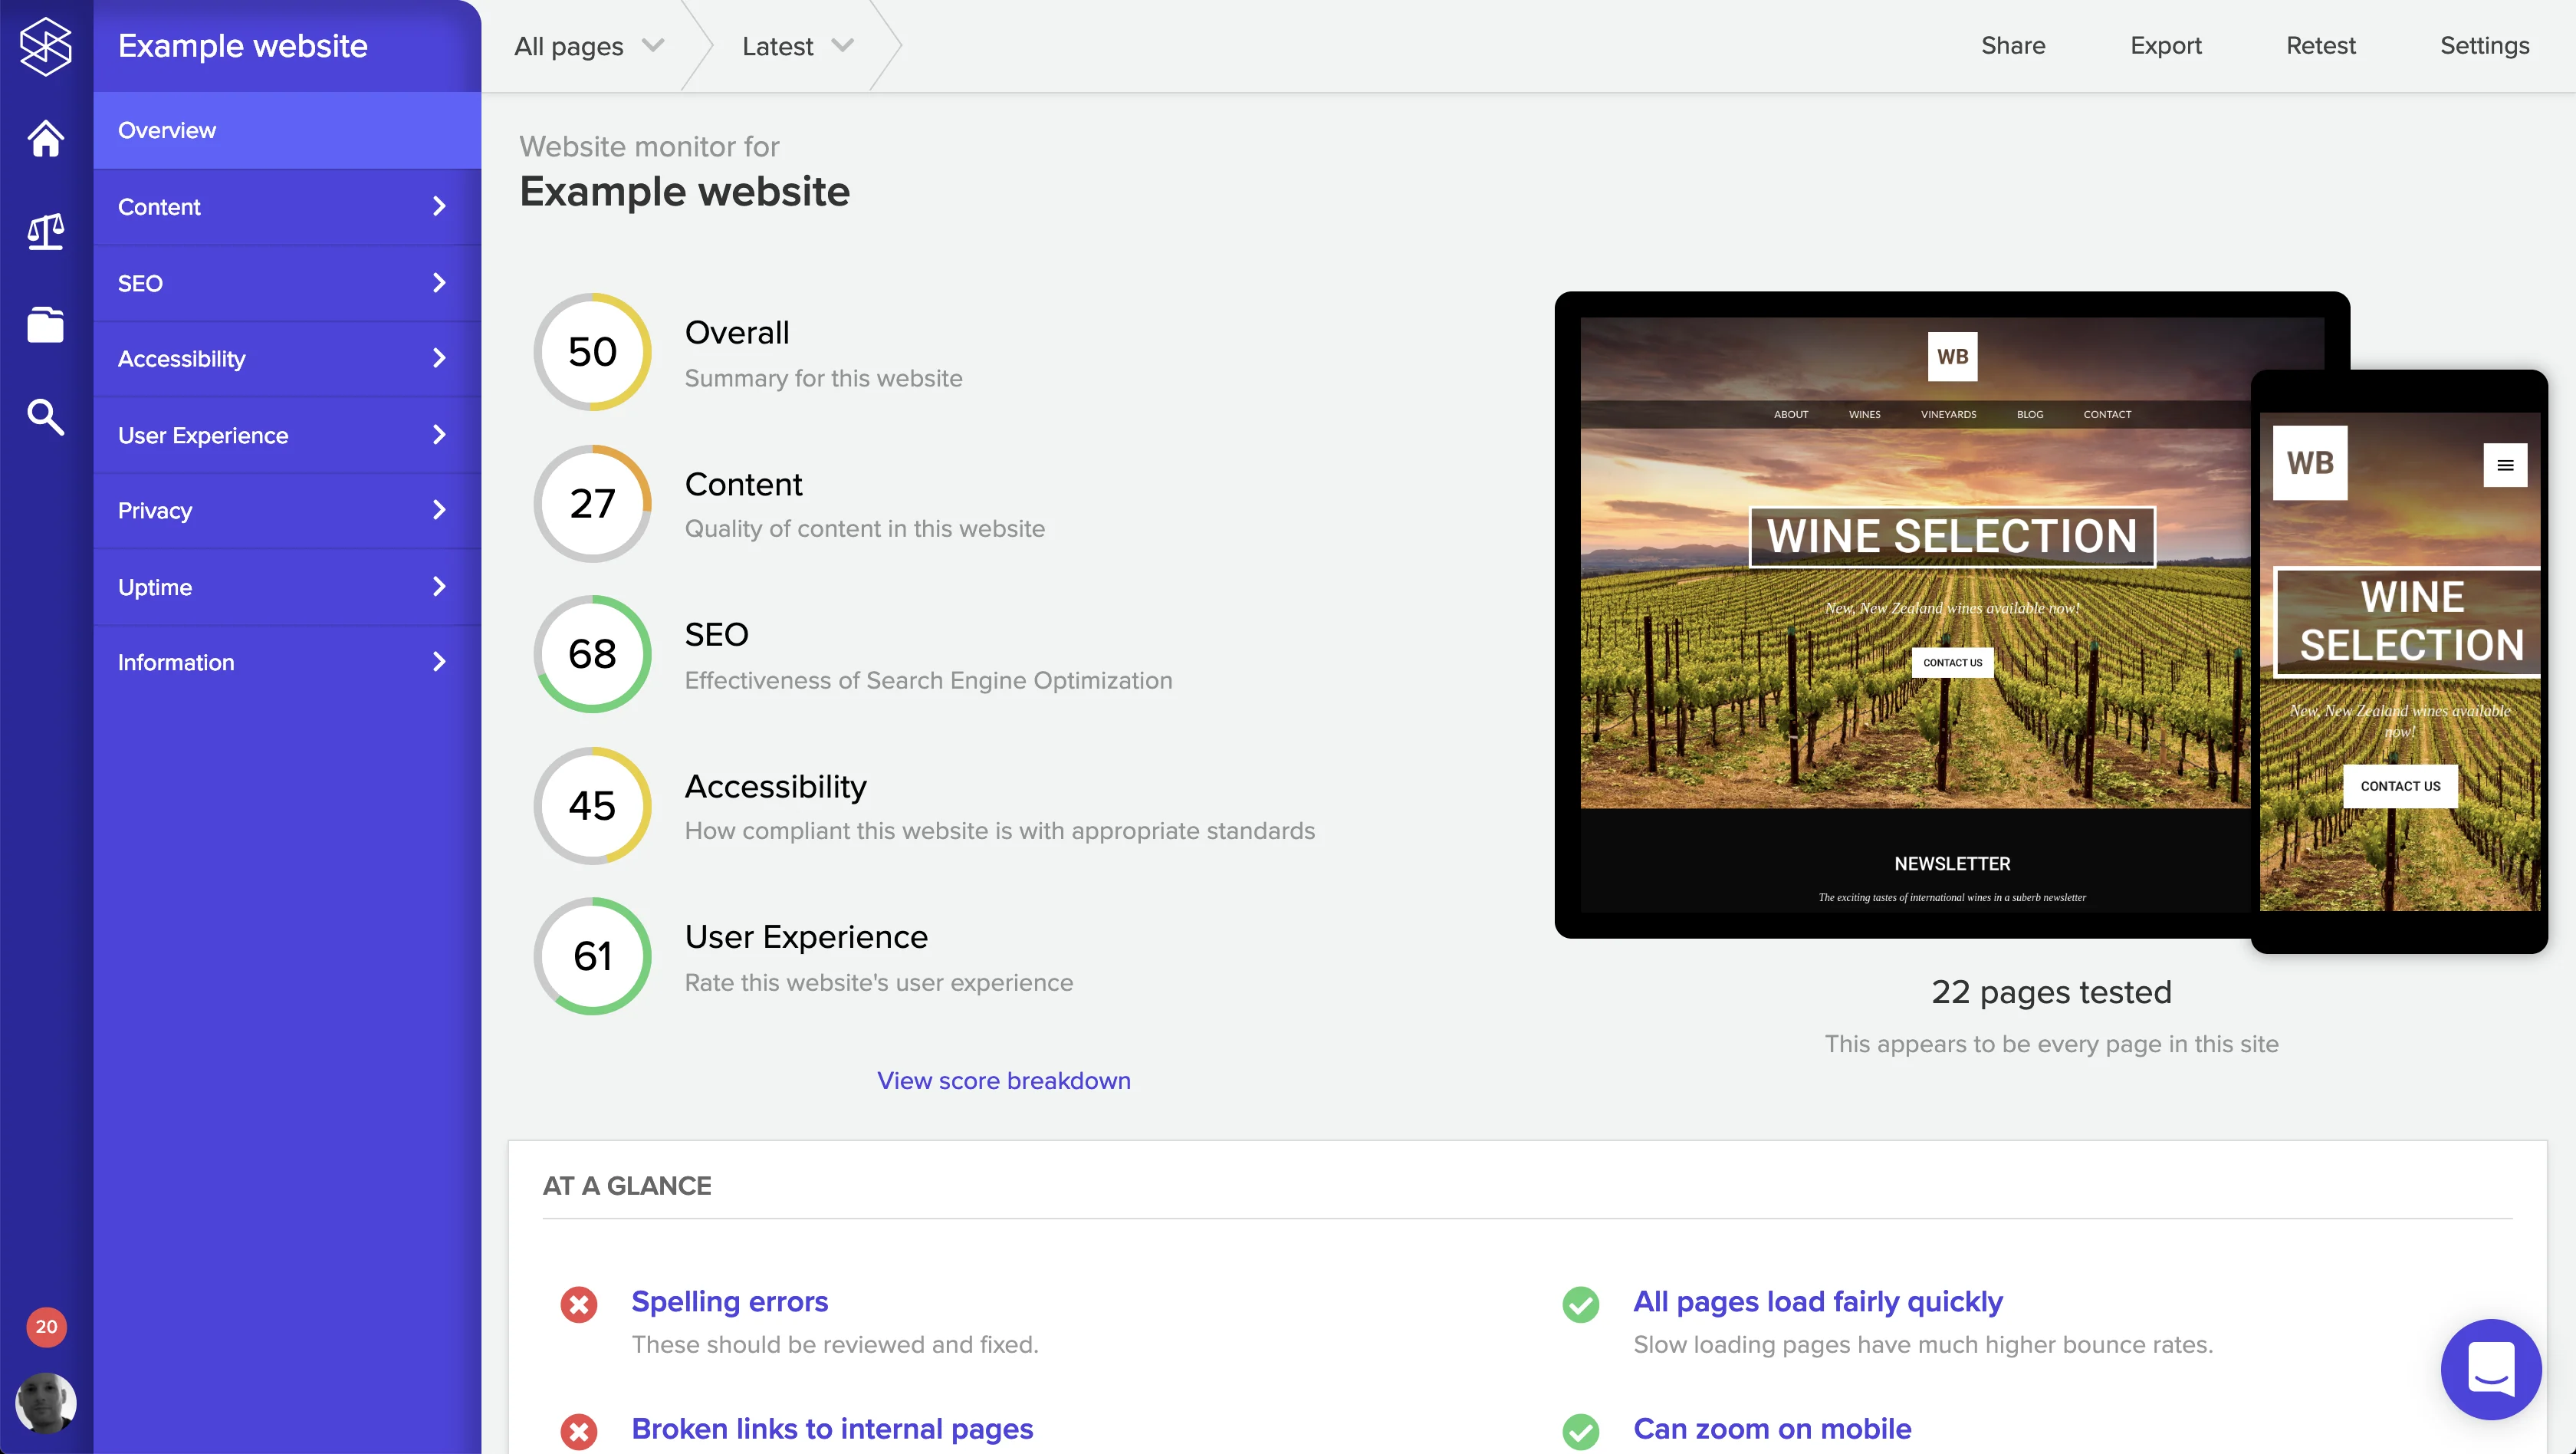 Example website
All pages
Latest
Share
Export
Retest
Settings
Overview
Content
SEO
Accessibility
User Experience
Privacy
Uptime
Information
20
Website monitor for
Example website
50
Overall
Summary for this website
27
Content
Quality of content in this website
68
SEO
Effectiveness of Search Engine Optimization
45
Accessibility
How compliant this website is with appropriate standards
61
User Experience
Rate this website's user experience
View score breakdown
WB
ABOUT WINES VINEYARDS BLOG CONTACT
WINE SELECTION
New, New Zealand wines available now!
CONTACT US
NEWSLETTER
The exciting tastes of international wines in a suberb newsletter
WB
WINE
SELECTION
New, New Zealand wines available
now!
CONTACT US
22 pages tested
This appears to be every page in this site
AT A GLANCE
Spelling errors
These should be reviewed and fixed.
All pages load fairly quickly
Slow loading pages have much higher bounce rates.
Broken links to internal pages
Can zoom on mobile